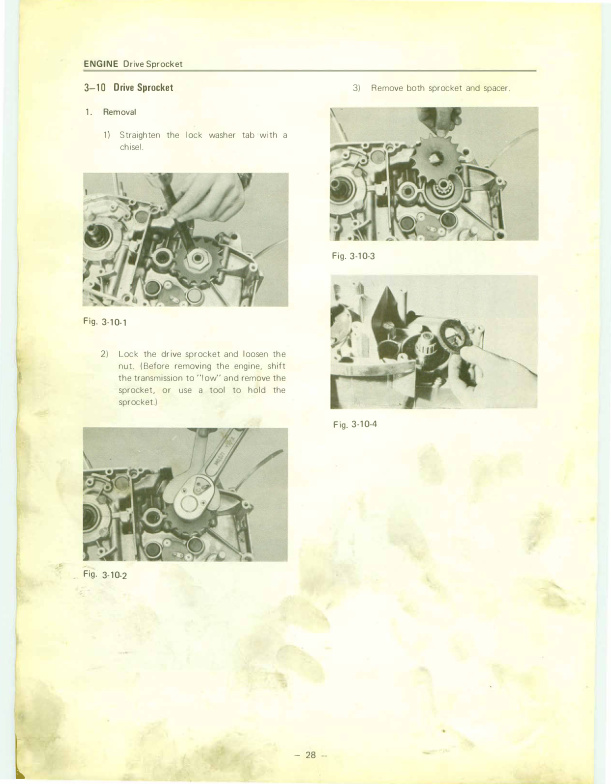 ENGINE Drive Sprocket
3–10 Drive Sprocket
1. Removal
1) Straighten the lock washer tab with a
chisel.
Fig. 3-10-1
2) Lock the drive sprocket and loosen the
nut. (Before removing the engine, shift
the transmission to "low" and remove the
sprocket, or use a tool to hold the
sprocket.)
Fig. 3-10-2
3) Remove both sprocket and spacer.
Fig. 3-10-3
Fig. 3-10-4
– 28 –